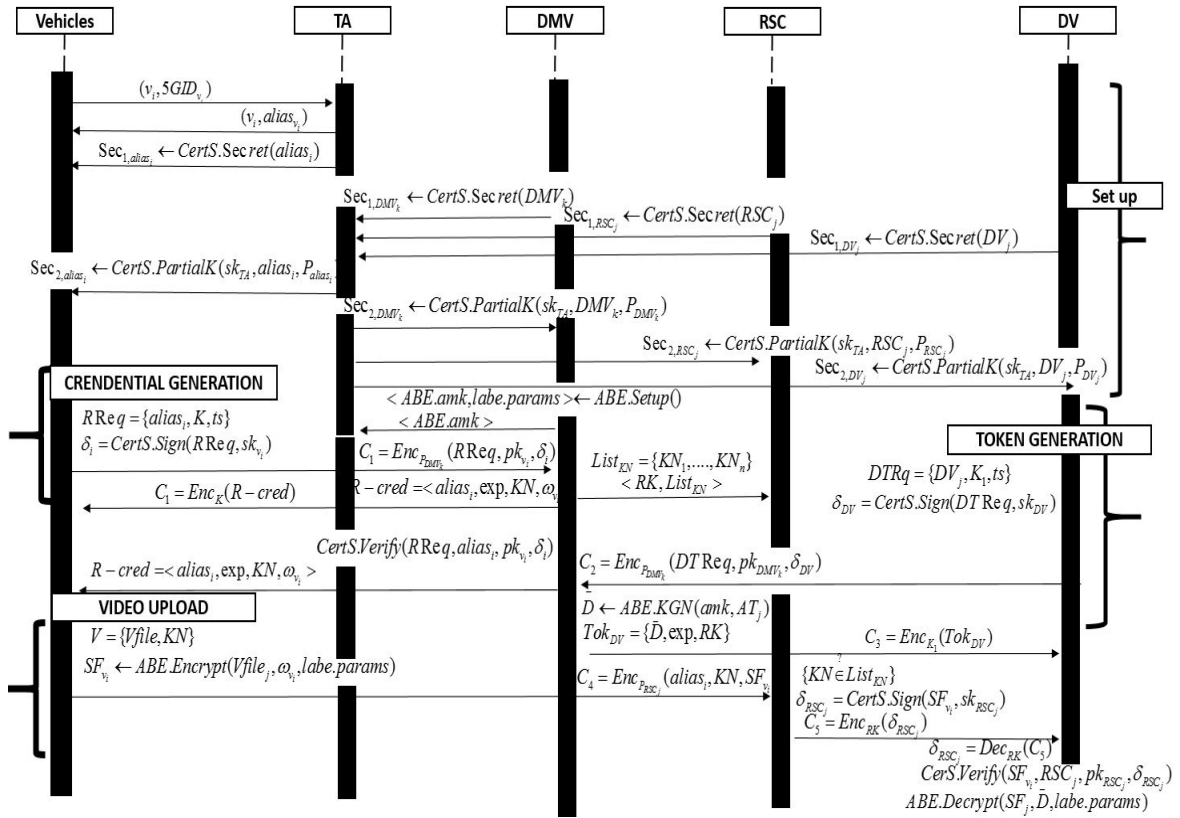 Vehicles
TA
DMV
RSC
DV
(v_i, 5GID_{v_i})
(v_i, alias_{v_i})
Sec_{1,alias_i} ← CertS.Secret(alias_i)
Sec_{1,DMV_k} ← CertS.Secret(DMV_k)
Sec_{1,RSC_j} ← CertS.Secret(RSC_j)
Set up
Sec_{1,DV_j} ← CertS.Secret(DV_j)
Sec_{2,alias_i} ← CertS.PartialK(sk_{TA}, alias_i, P_{alias_i})
Sec_{2,DMV_k} ← CertS.PartialK(sk_{TA}, DMV_k, P_{DMV_k})
Sec_{2,RSC_j} ← CertS.PartialK(sk_{TA}, RSC_j, P_{RSC_j})
Sec_{2,DV_j} ← CertS.PartialK(sk_{TA}, DV_j, P_{DV_j})
CRENDENTIAL GENERATION
< ABE.amk, labe.params > ← ABE.Setup()
< ABE.amk >
RReq = {alias_i, K, ts}
δ_i = CertS.Sign(RReq, sk_{v_i})
TOKEN GENERATION
C_1 = Enc_{P_{DMV_k}}(RReq, pk_{v_i}, δ_i)
List_{KN} = {KN_1, ...., KN_n}
DTRq = {DV_j, K_1, ts}
C_1 = Enc_K(R-cred)
R-cred =< alias_i, exp, KN, ω_{v_i}
< RK, List_{KN} >
δ_{DV} = CertS.Sign(DTReq, sk_{DV})
CertS.Verify(RReq, alias_i, pk_{v_i}, δ_i)
R-cred =< alias_i, exp, KN, ω_{v_i} >
C_2 = Enc_{P_{DMV_k}}(DTReq, pk_{DMV_k}, δ_{DV})
VIDEO UPLOAD
D̄ ← ABE.KGN(amk, AT_j)
V = {Vfile, KN}
Tok_{DV} = {D̄, exp, RK}
C_3 = Enc_{K_1}(Tok_{DV})
SF_{v_i} ← ABE.Encrypt(Vfile_j, ω_{v_i}, labe.params)
C_4 = Enc_{P_{RSC_j}}(alias_i, KN, SF_{v_i}
?
{KN ∈ List_{KN}}
δ_{RSC_j} = CertS.Sign(SF_{v_i}, sk_{RSC_j})
C_5 = Enc_{RK}(δ_{RSC_j})
δ_{RSC_j} = Dec_{RK}(C_5)
CerS.Verify(SF_{v_i}, RSC_j, pk_{RSC_j}, δ_{RSC_j})
ABE.Decrypt(SF_j, D̄, labe.params)